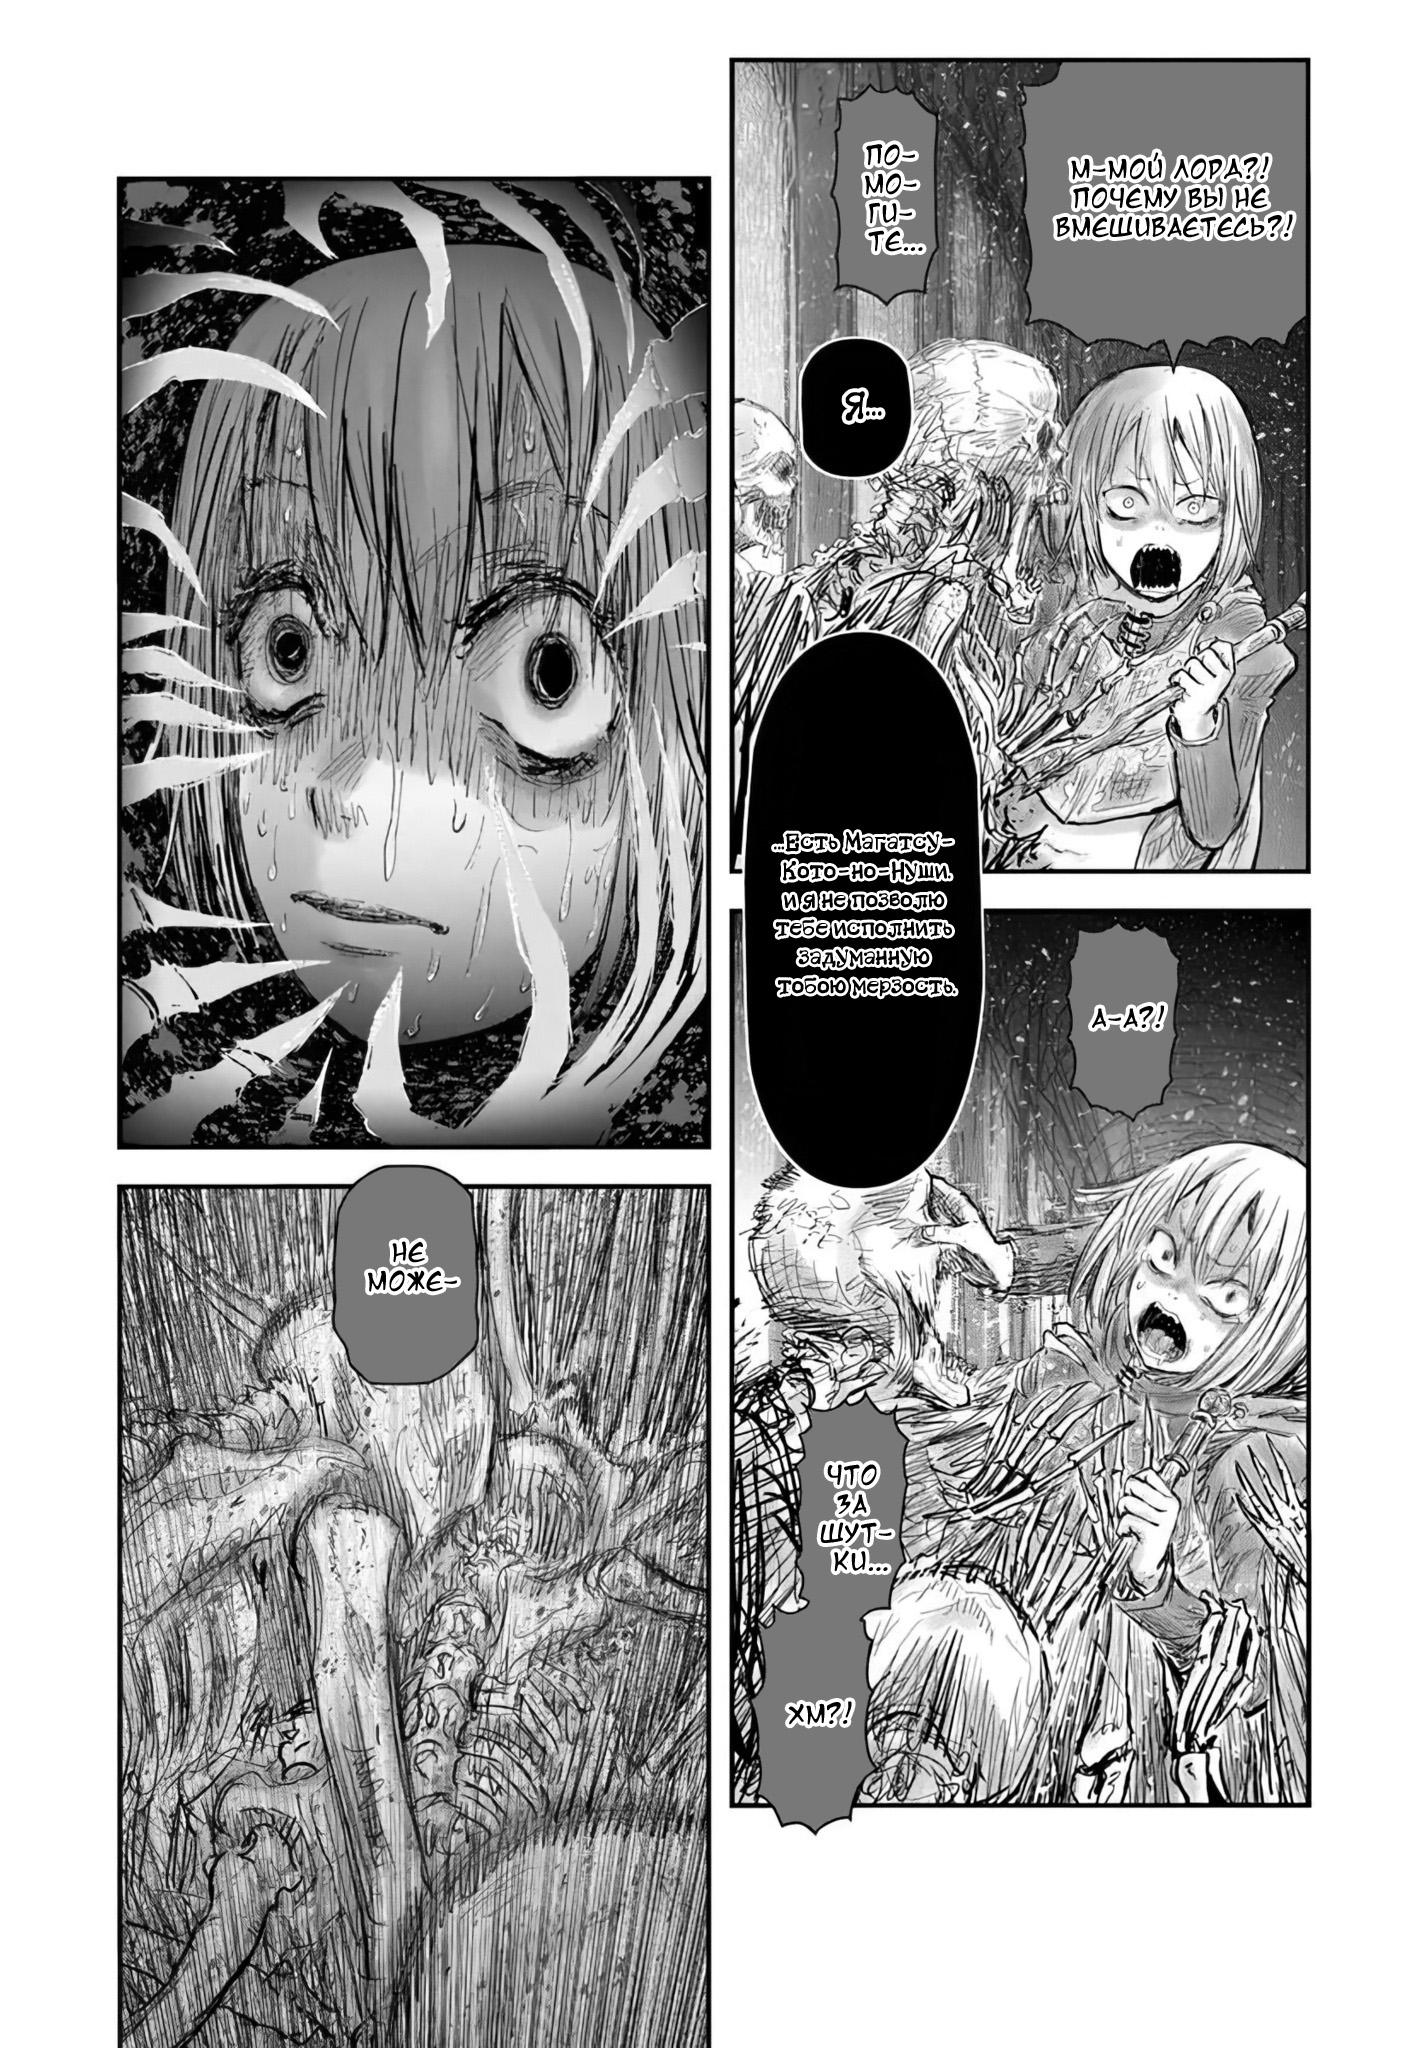 М-МОЙ ЛОРД?!
ПОЧЕМУ ВЫ НЕ
ВМЕШИВАЕТЕСЬ?!
ПО-
МО-
ГИ-
ТЕ...
Я...
...Есть Магатсу-
Кото-но-Нуши.
и я не позволю
тебе исполнить
задуманную
тобою мерзость.
А-А?!
ЧТО
ЗА
ШУТ-
КИ...
ХМ?!
НЕ
МОЖЕ-